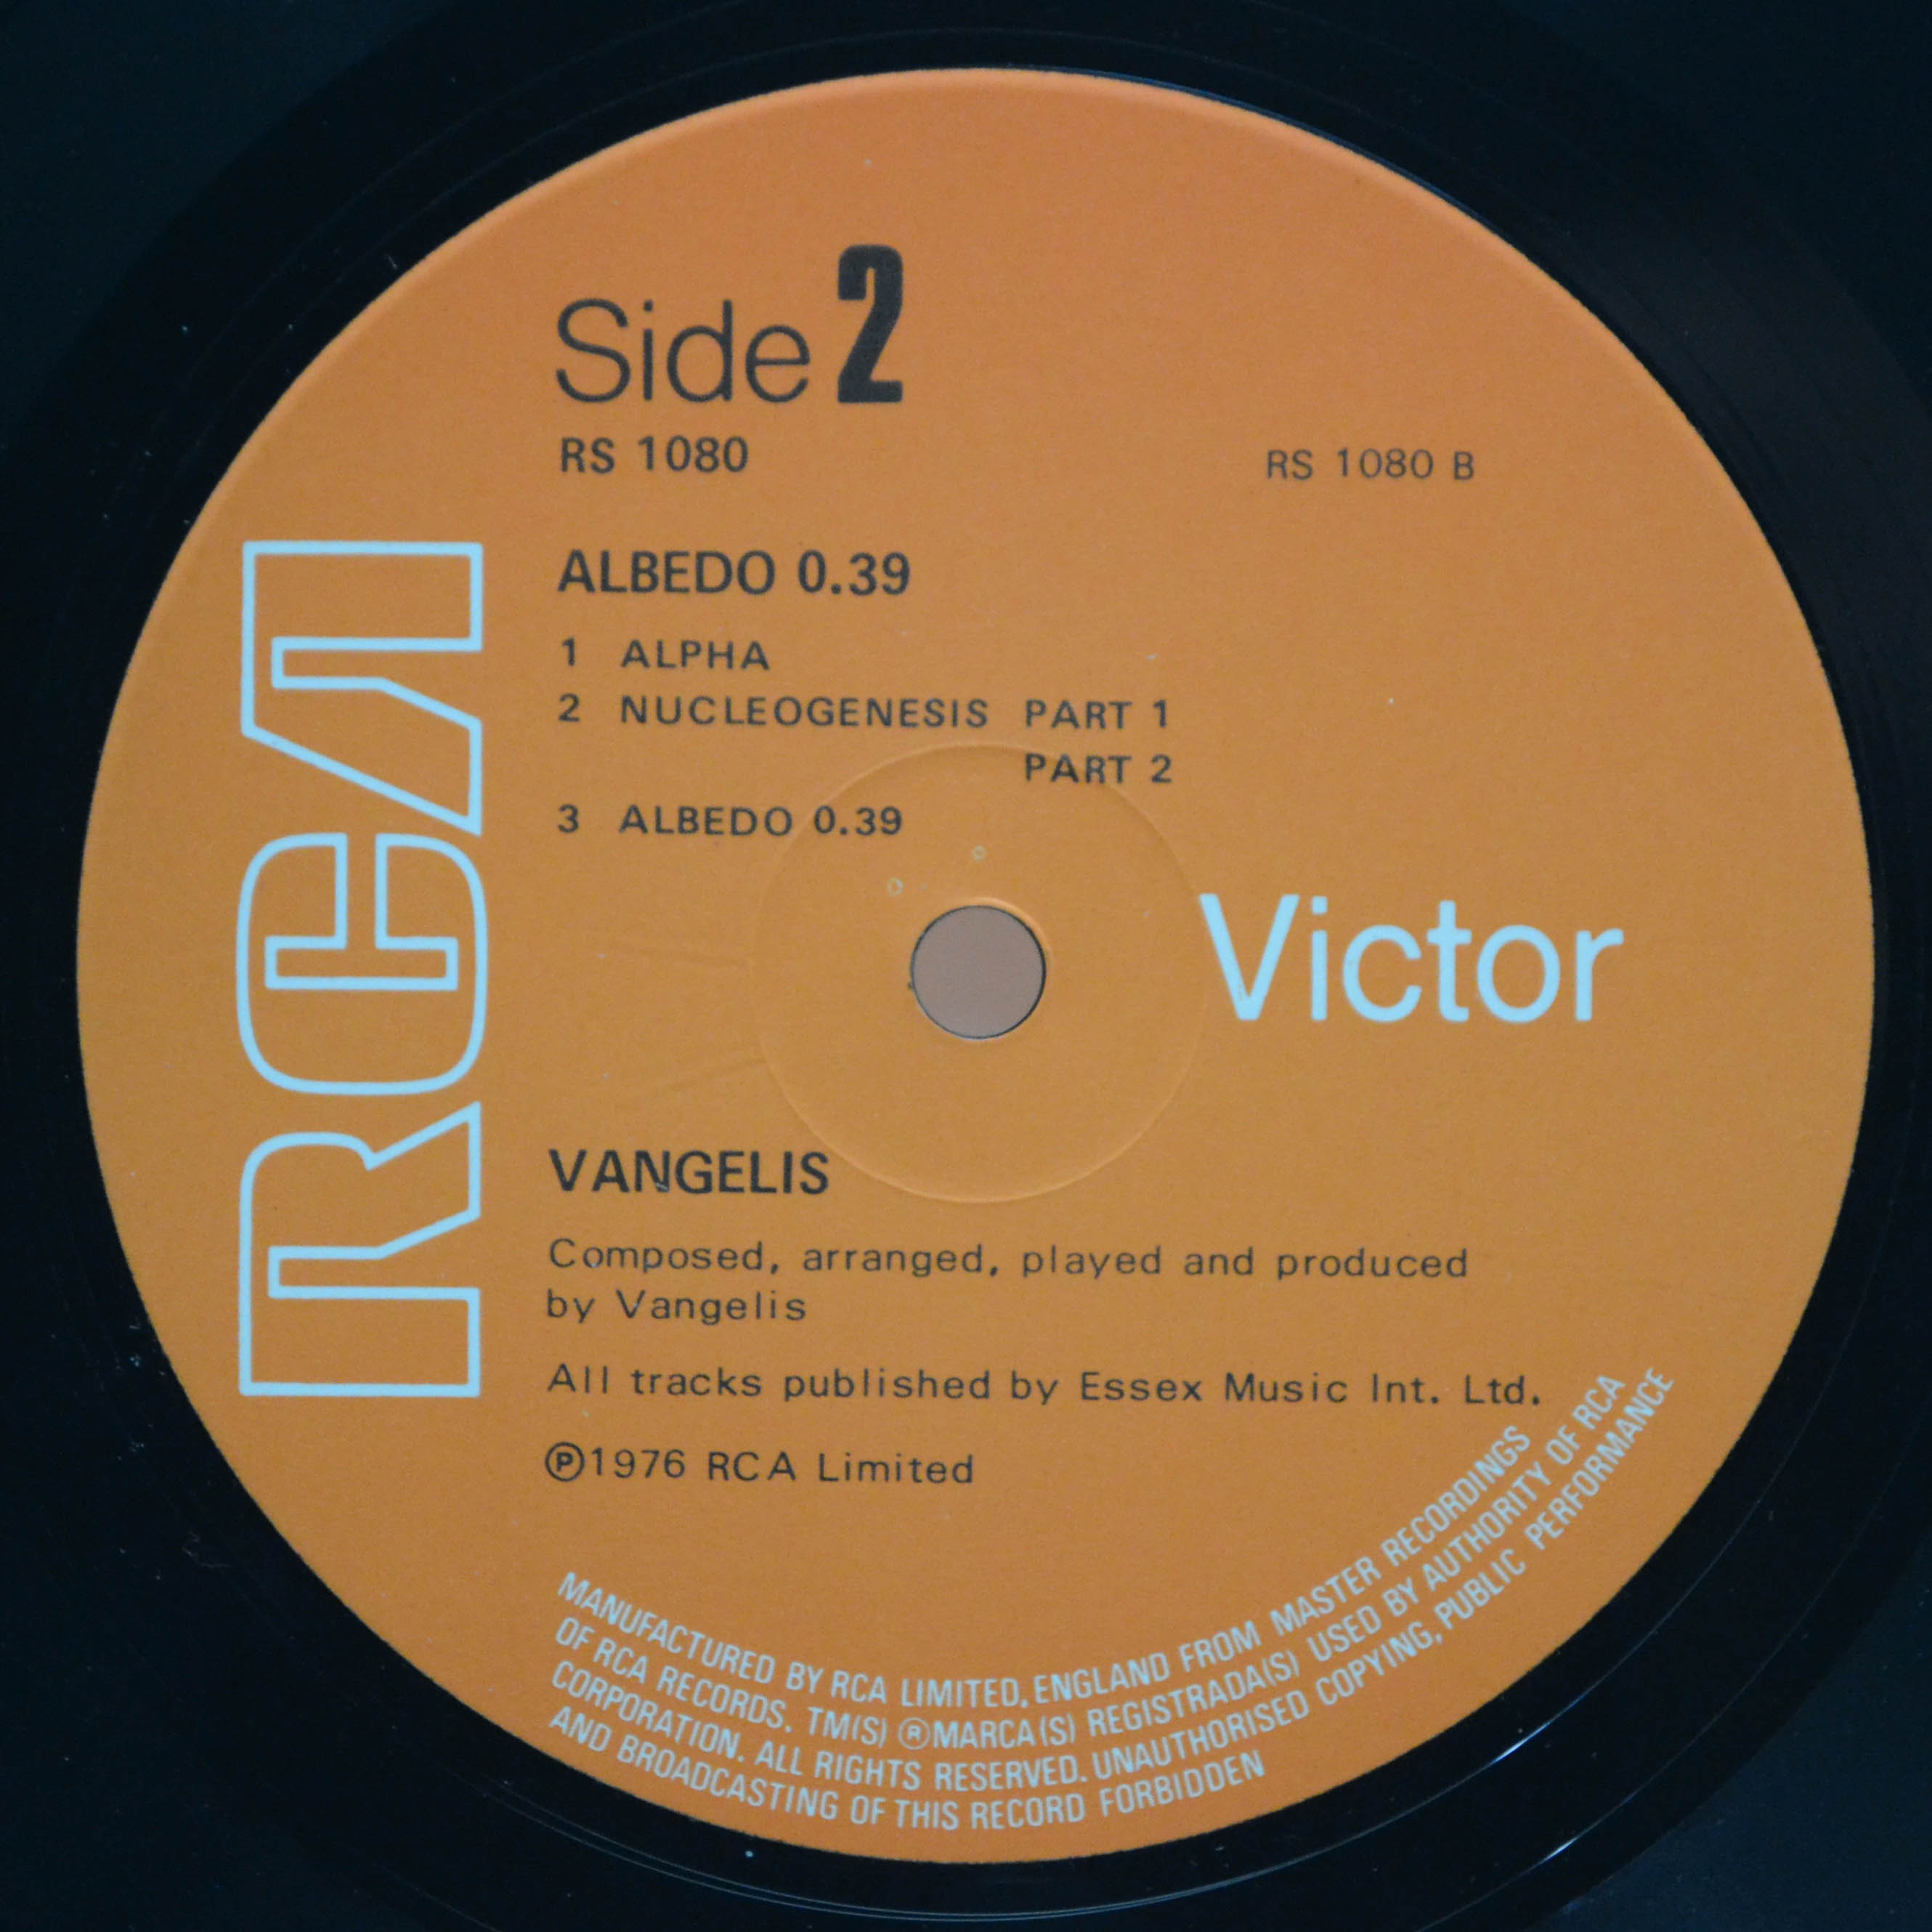 Side 2
RS 1080
RS 1080 B
ALBEDO 0.39
1 ALPHA
2 NUCLEOGENESIS PART 1
PART 2
3 ALBEDO 0.39
RCA
Victor
VANGELIS
Composed, arranged, played and produced
by Vangelis
All tracks published by Essex Music Int. Ltd.
Ⓟ1976 RCA Limited
MANUFACTURED BY RCA LIMITED, ENGLAND FROM MASTER RECORDINGS
OF RCA RECORDS. TM(S) ®MARCA(S) REGISTRADA(S) USED BY AUTHORITY OF RCA
CORPORATION. ALL RIGHTS RESERVED. UNAUTHORISED COPYING, PUBLIC PERFORMANCE
AND BROADCASTING OF THIS RECORD FORBIDDEN